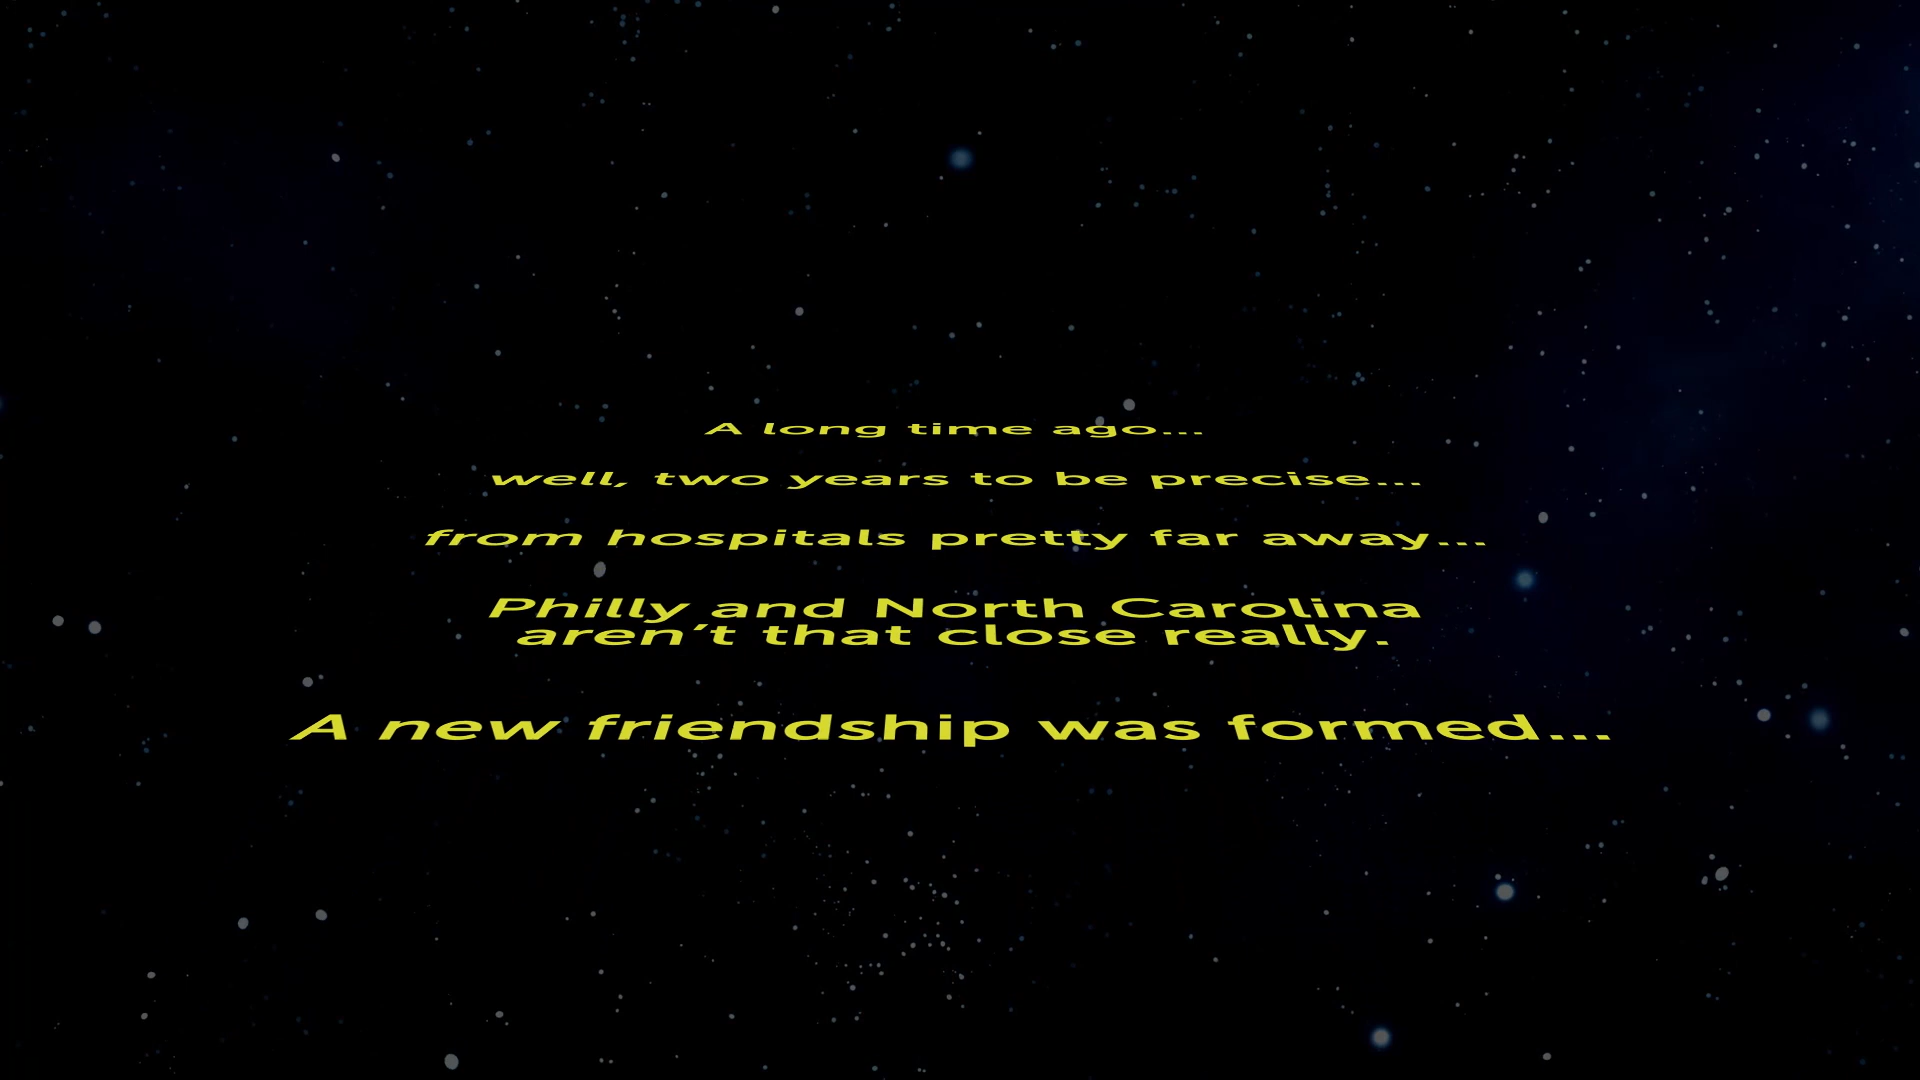 A long time ago...
well, two years to be precise...
from hospitals pretty far away...
Philly and North Carolina
aren't that close really.
A new friendship was formed...